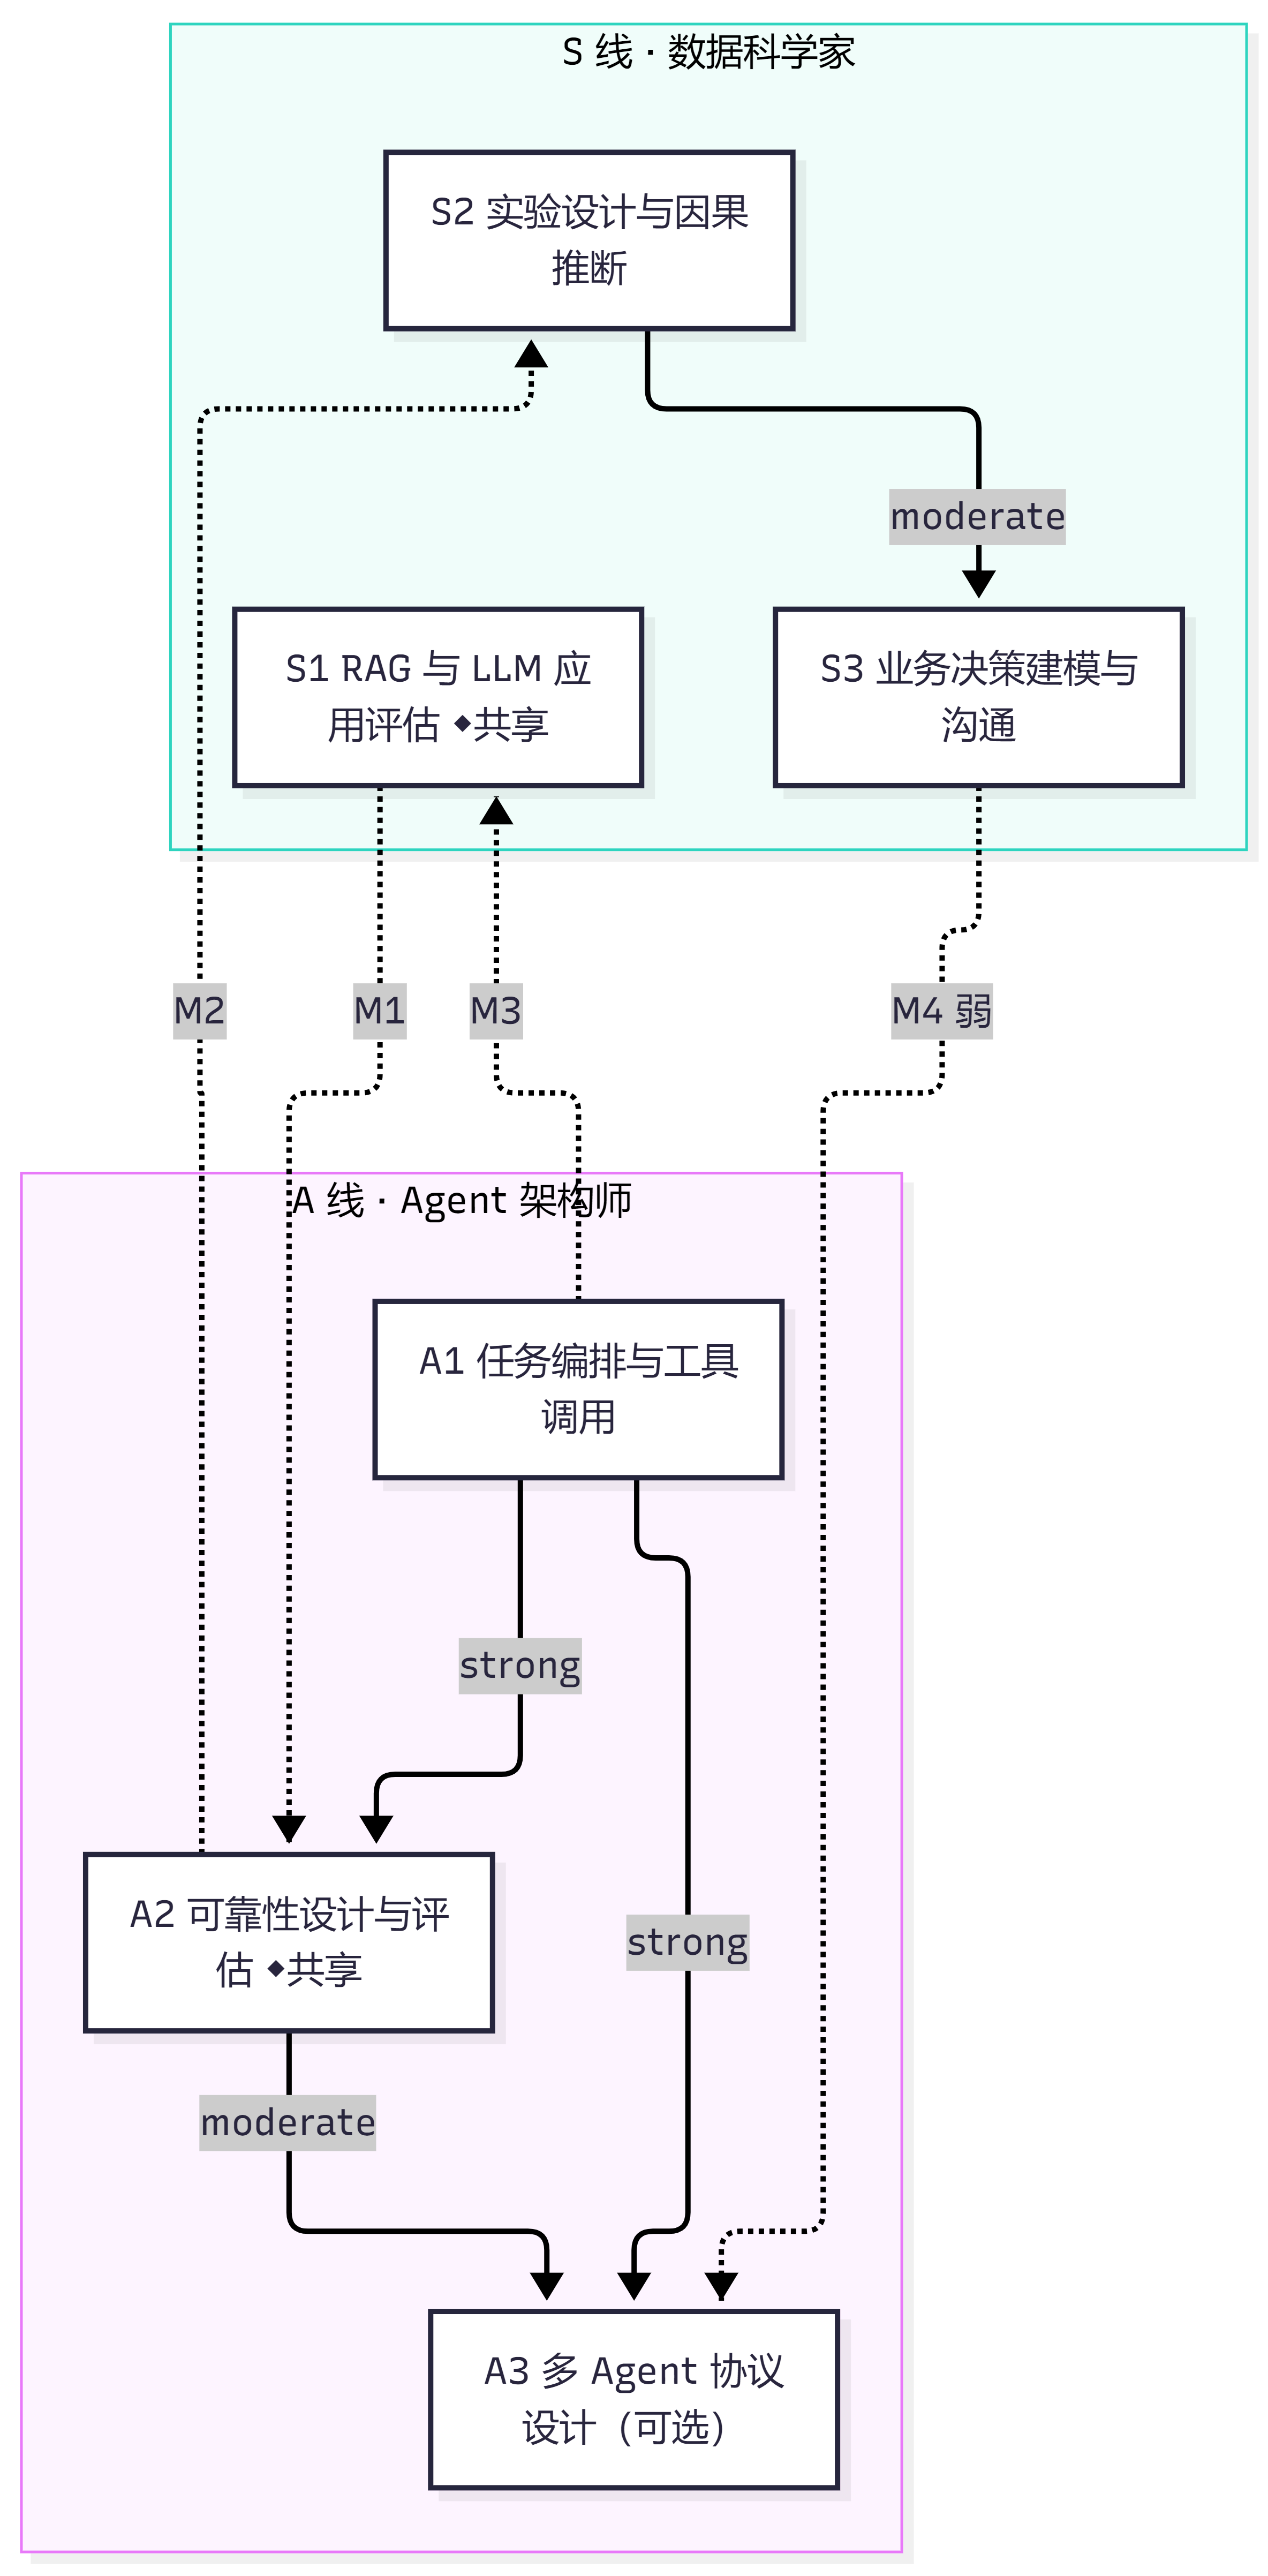 S 线 · 数据科学家
S2 实验设计与因果
推断
moderate
S1 RAG 与 LLM 应
用评估 ◆共享
S3 业务决策建模与
沟通
M2
M1
M3
M4 弱
A 线 · Agent 架构师
A1 任务编排与工具
调用
strong
A2 可靠性设计与评
估 ◆共享
strong
moderate
A3 多 Agent 协议
设计（可选）